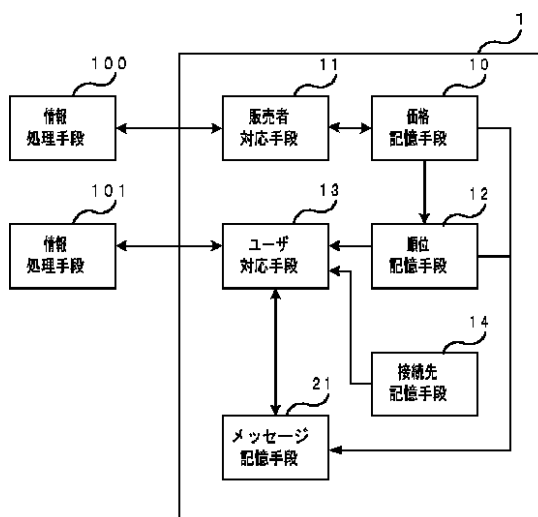 1
100
11
10
情報
処理手段
販売者
対応手段
価格
記憶手段
101
13
12
情報
処理手段
ユーザ
対応手段
順位
記憶手段
14
接続先
記憶手段
21
メッセージ
記憶手段